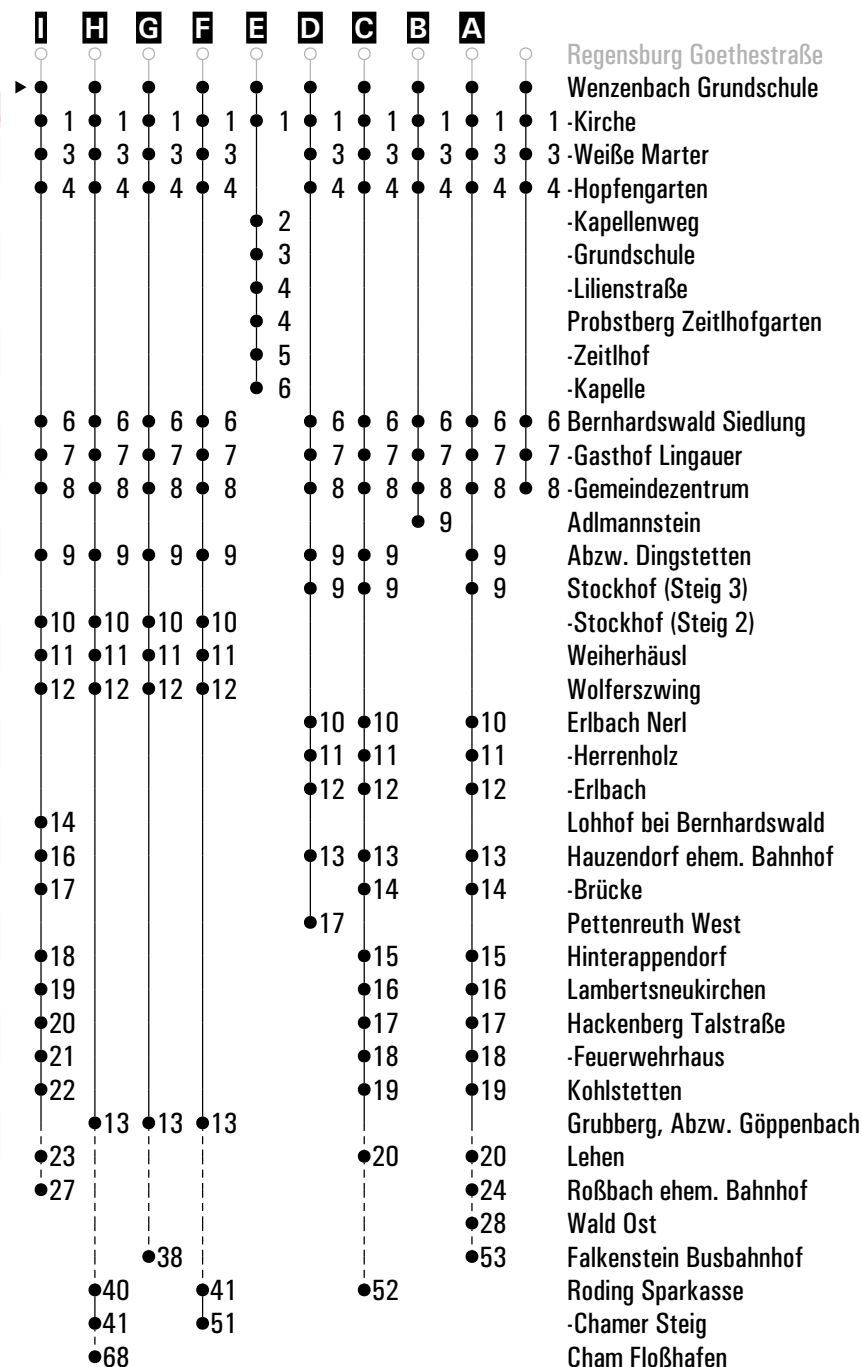 I H G F E D C B A
Regensburg Goethestraße
Wenzenbach Grundschule
1 1 1 1 1 1 1 1 1 1 -Kirche
3 3 3 3 3 3 3 3 3 -Weiße Marter
4 4 4 4 4 4 4 4 4 -Hopfengarten
2 -Kapellenweg
3 -Grundschule
4 -Lilienstraße
4 Probstberg Zeitlhofgarten
5 -Zeitlhof
6 -Kapelle
6 6 6 6 6 6 6 6 6 Bernhardswald Siedlung
7 7 7 7 7 7 7 7 7 -Gasthof Lingauer
8 8 8 8 8 8 8 8 8 -Gemeindezentrum
9 Adlmannstein
9 9 9 9 9 9 9 Abzw. Dingstetten
9 9 9 Stockhof (Steig 3)
10 10 10 10 -Stockhof (Steig 2)
11 11 11 11 Weiherhäusl
12 12 12 12 Wolferszwing
10 10 10 Erlbach Nerl
11 11 11 -Herrenholz
12 12 12 -Erlbach
14 Lohhof bei Bernhardswald
16 13 13 13 Hauzendorf ehem. Bahnhof
17 14 14 -Brücke
17 Pettenreuth West
18 15 15 Hinterappendorf
19 16 16 Lambertsneukirchen
20 17 17 Hackenberg Talstraße
21 18 18 -Feuerwehrhaus
22 19 19 Kohlstetten
13 13 13 Grubberg, Abzw. Göppenbach
23 20 20 Lehen
27 24 Roßbach ehem. Bahnhof
28 Wald Ost
38 53 Falkenstein Busbahnhof
40 41 52 Roding Sparkasse
41 51 -Chamer Steig
68 Cham Floßhafen